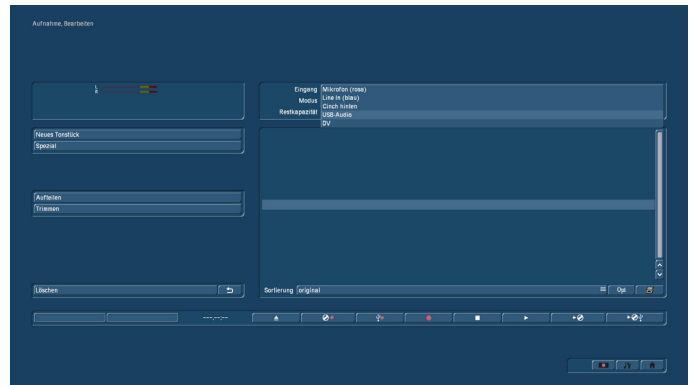 Aufnahme, Bearbeiten
L
R
Eingang Mikrofon (rosa)
Modus Line In (blau)
Cinch hinten
Restkapazität USB-Audio
DV
Neues Tonstück
Spezial
Aufteilen
Trimmen
Löschen
Sortierung original
Opt
---,--:--